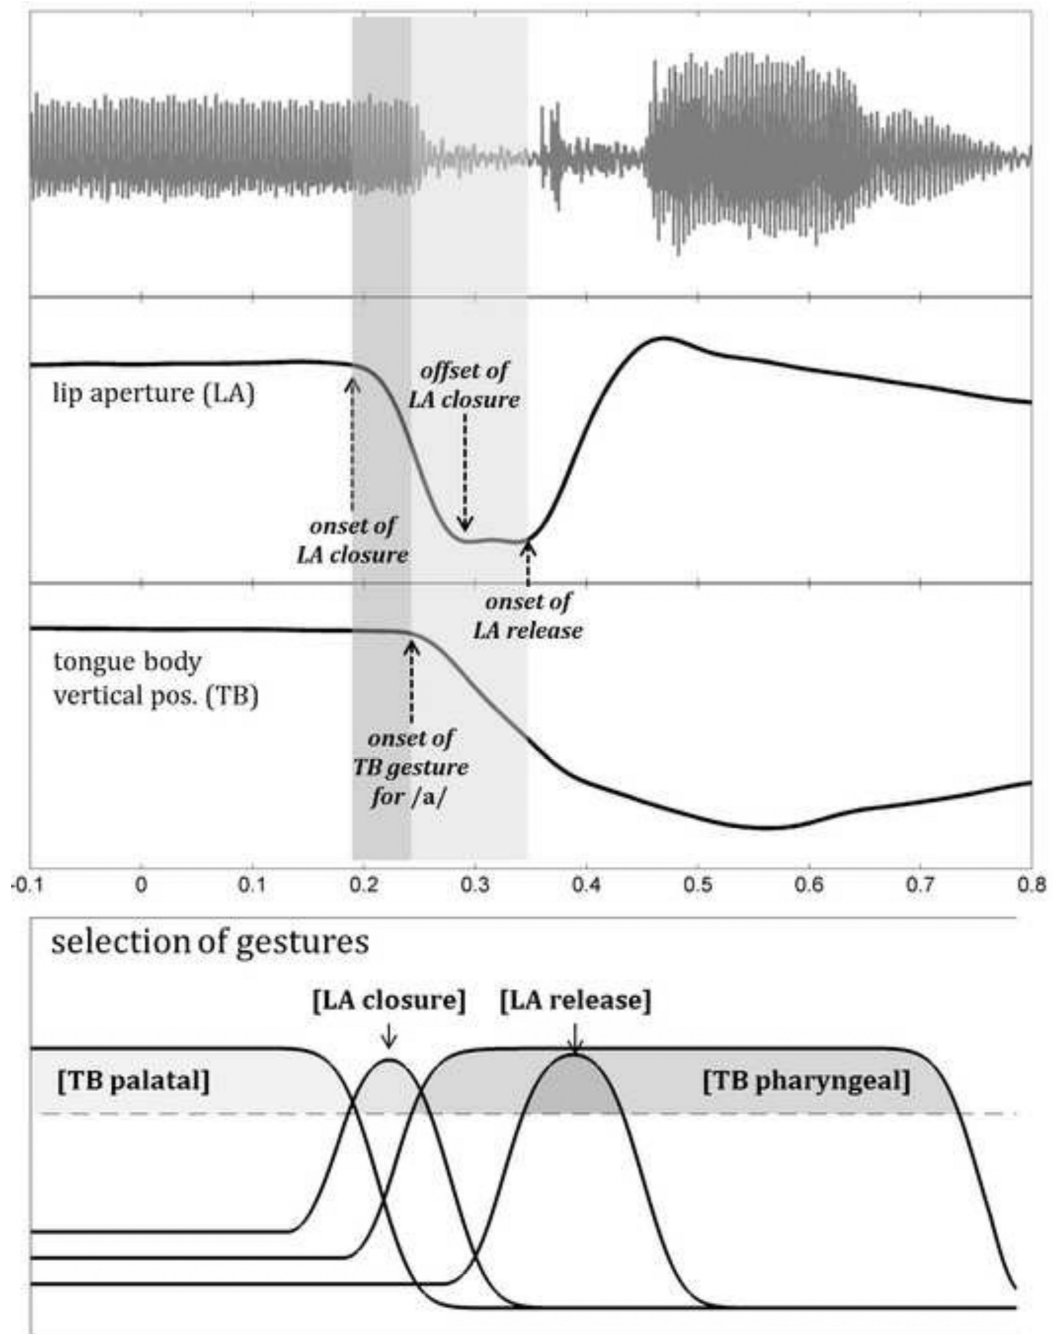 lip aperture (LA)
offset of
LA closure
onset of
LA closure
onset of
LA release
tongue body
vertical pos. (TB)
onset of
TB gesture
for /a/
-0.1 0 0.1 0.2 0.3 0.4 0.5 0.6 0.7 0.8
selection of gestures
[LA closure] [LA release]
[TB palatal] [TB pharyngeal]